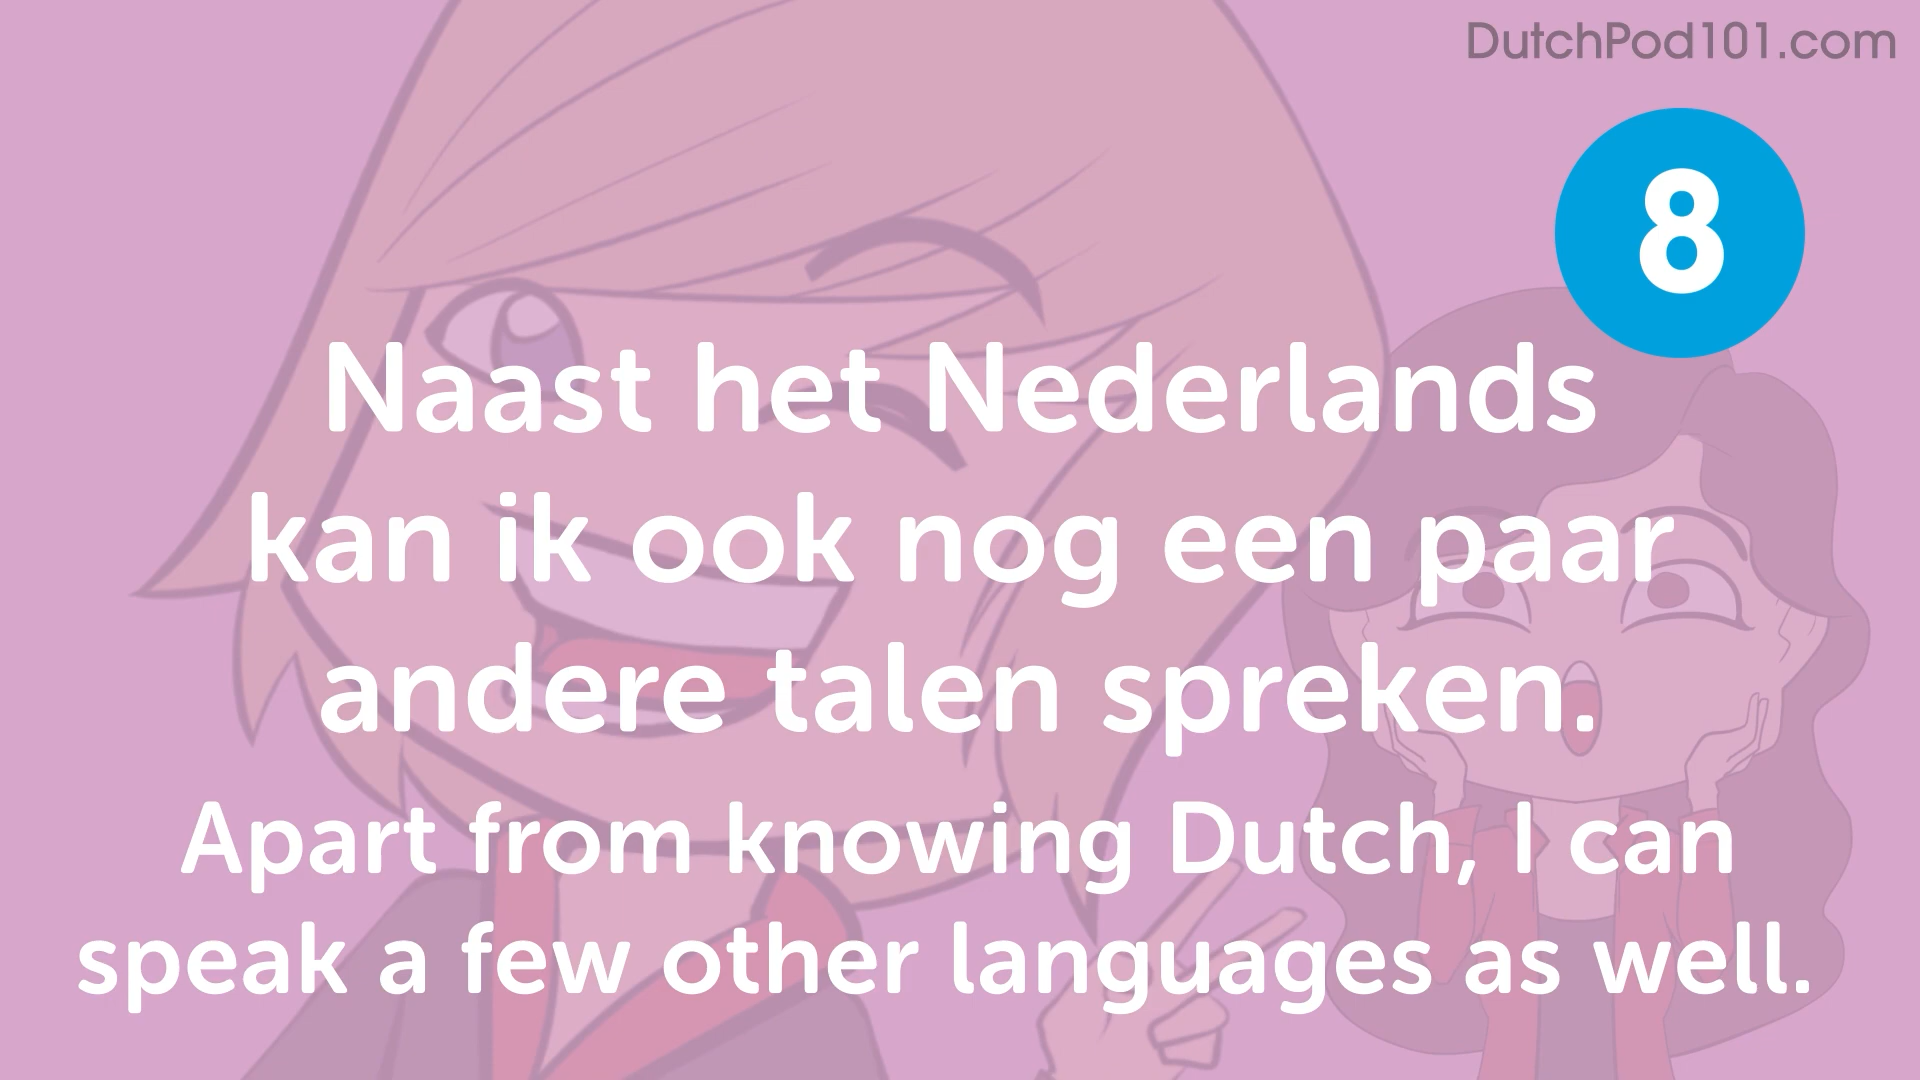 DutchPod101.com
8
Naast het Nederlands
kan ik ook nog een paar
andere talen spreken.
Apart from knowing Dutch, I can
speak a few other languages as well.